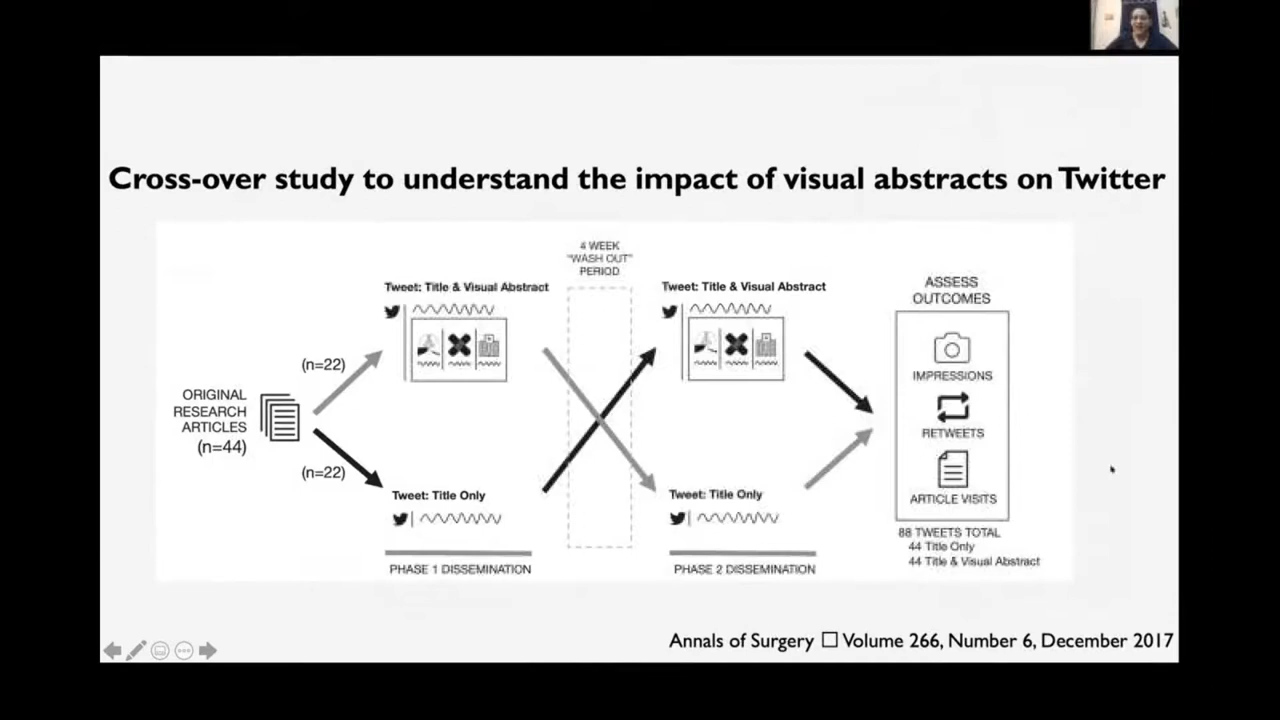 Cross-over study to understand the impact of visual abstracts on Twitter
ORIGINAL
RESEARCH
ARTICLES
(n=44)
(n=22)
(n=22)
Tweet: Title & Visual Abstract
Tweet: Title Only
PHASE 1 DISSEMINATION
4 WEEK
"WASH OUT"
PERIOD
Tweet: Title & Visual Abstract
Tweet: Title Only
PHASE 2 DISSEMINATION
ASSESS
OUTCOMES
IMPRESSIONS
RETWEETS
ARTICLE VISITS
88 TWEETS TOTAL
44 Title Only
44 Title & Visual Abstract
Annals of Surgery □ Volume 266, Number 6, December 2017